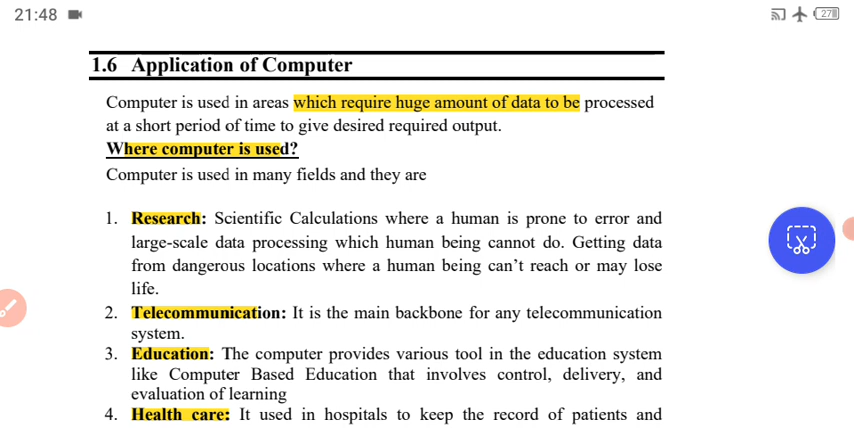 21:48
27
1.6 Application of Computer
Computer is used in areas which require huge amount of data to be processed
at a short period of time to give desired required output.
Where computer is used?
Computer is used in many fields and they are
1. Research: Scientific Calculations where a human is prone to error and
large-scale data processing which human being cannot do. Getting data
from dangerous locations where a human being can't reach or may lose
life.
2. Telecommunication: It is the main backbone for any telecommunication
system.
3. Education: The computer provides various tool in the education system
like Computer Based Education that involves control, delivery, and
evaluation of learning
4. Health care: It used in hospitals to keep the record of patients and